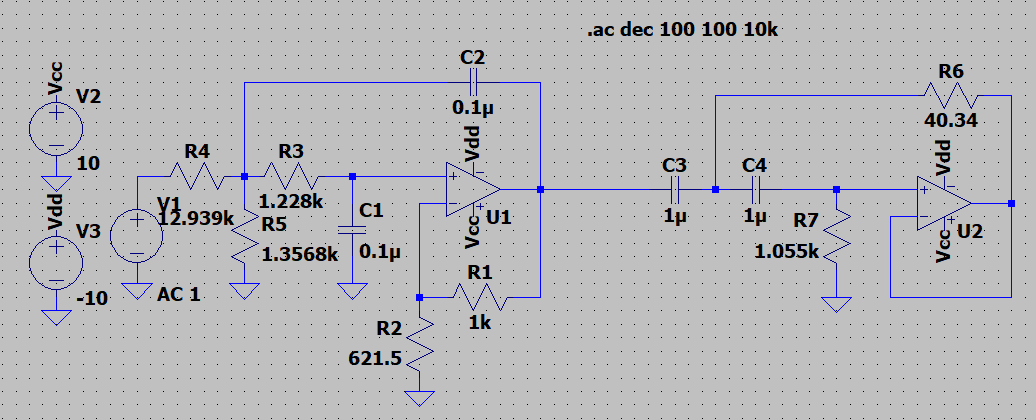 .ac dec 100 100 10k
Vcc
V2
10
Vdd
V3
-10
V1
AC 1
R4
12.939k
R3
1.228k
R5
1.3568k
C1
0.1µ
C2
0.1µ
Vdd
+
−
U1
Vcc
R1
1k
R2
621.5
C3
1µ
C4
1µ
R7
1.055k
R6
40.34
Vdd
+
−
U2
Vcc